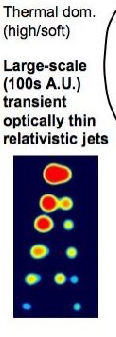 Thermal dom.
(high/soft)
Large-scale
(100s A.U.)
transient
optically thin
relativistic jets